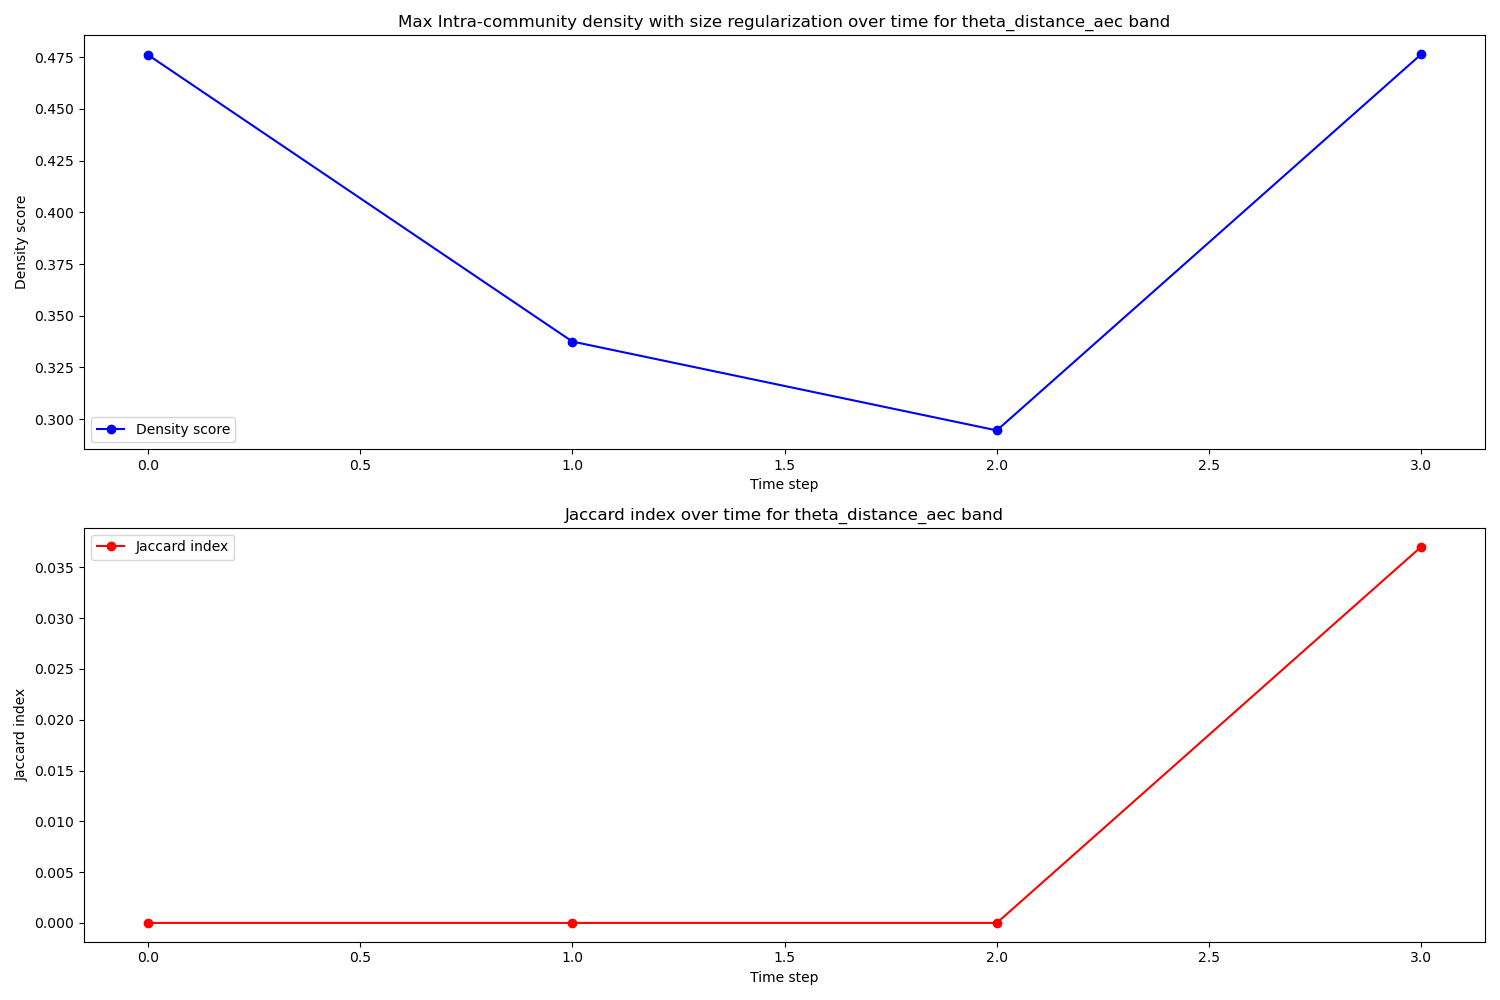 Max Intra-community density with size regularization over time for theta_distance_aec band
0.475
0.450
0.425
0.400
0.375
0.350
0.325
0.300
Density score
Density score
0.0 0.5 1.0 1.5 2.0 2.5 3.0
Time step
Jaccard index over time for theta_distance_aec band
Jaccard index
0.035
0.030
0.025
0.020
0.015
0.010
0.005
0.000
Jaccard index
0.0 0.5 1.0 1.5 2.0 2.5 3.0
Time step